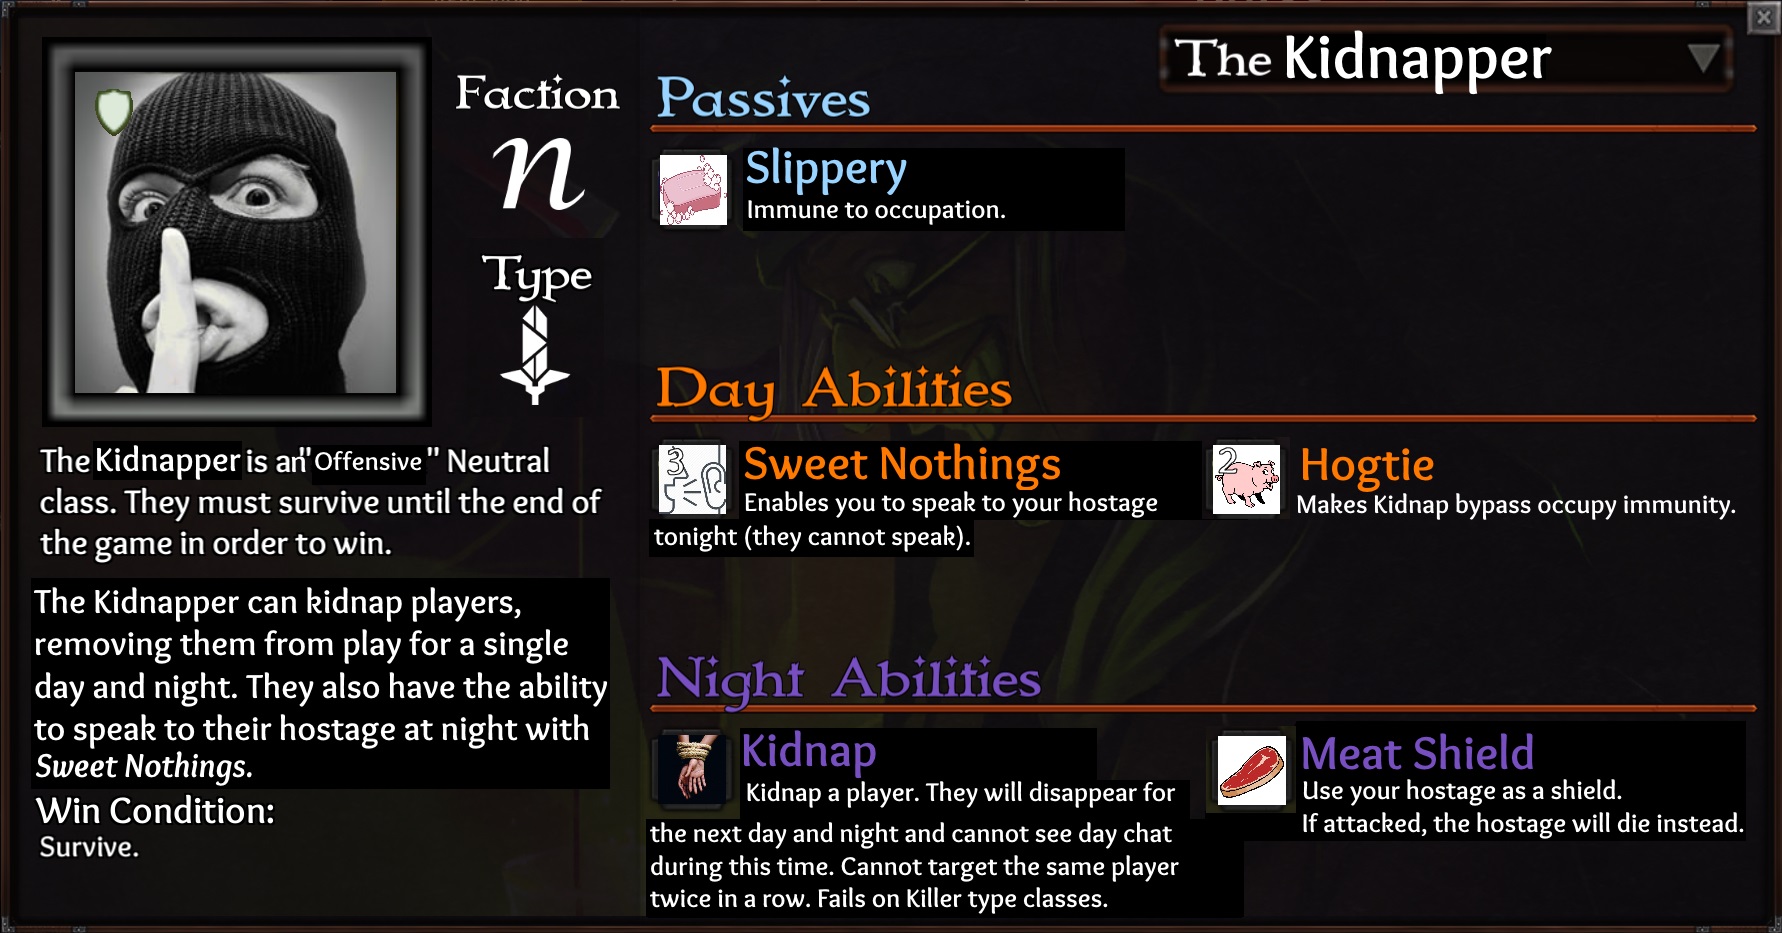 The Kidnapper
Faction
n
Type
The Kidnapper is an "Offensive" Neutral
class. They must survive until the end of
the game in order to win.
The Kidnapper can kidnap players,
removing them from play for a single
day and night. They also have the ability
to speak to their hostage at night with
Sweet Nothings.
Win Condition:
Survive.
Passives
Slippery
Immune to occupation.
Day Abilities
3
Sweet Nothings
Enables you to speak to your hostage
tonight (they cannot speak).
2
Hogtie
Makes Kidnap bypass occupy immunity.
Night Abilities
Kidnap
Kidnap a player. They will disappear for
the next day and night and cannot see day chat
during this time. Cannot target the same player
twice in a row. Fails on Killer type classes.
Meat Shield
Use your hostage as a shield.
If attacked, the hostage will die instead.